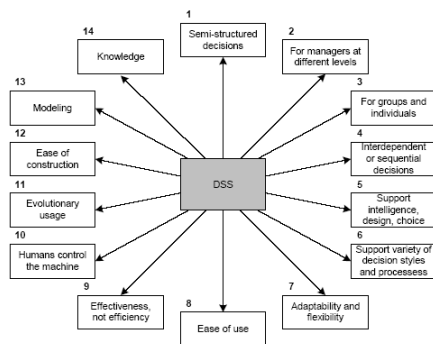 1
Semi-structured
decisions
2
For managers at
different levels
3
For groups and
individuals
4
Interdependent
or sequential
decisions
5
Support
intelligence,
design, choice
6
Support variety of
decision styles
and processess
7
Adaptability and
flexibility
8
Ease of use
9
Effectiveness,
not efficiency
10
Humans control
the machine
11
Evolutionary
usage
12
Ease of
construction
13
Modeling
14
Knowledge
DSS